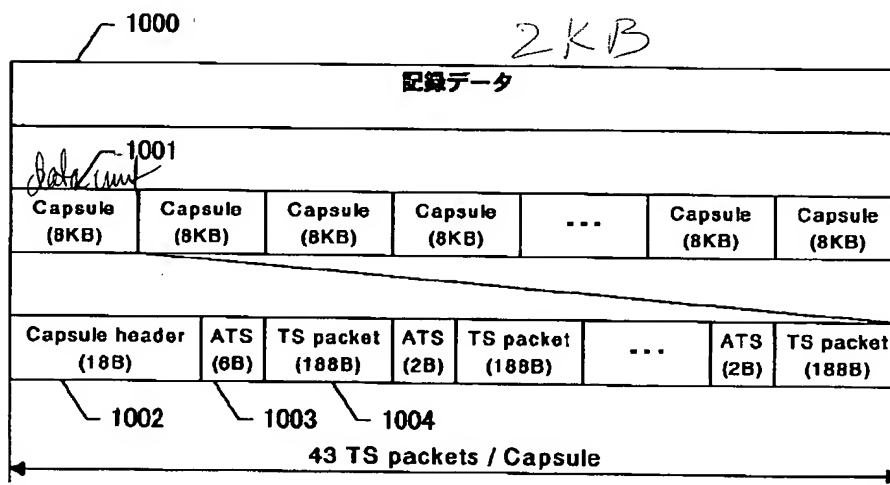 1000
2KB
記録データ
data unit
1001
Capsule (8KB)
Capsule (8KB)
Capsule (8KB)
Capsule (8KB)
...
Capsule (8KB)
Capsule (8KB)
Capsule header (18B)
ATS (6B)
TS packet (188B)
ATS (2B)
TS packet (188B)
...
ATS (2B)
TS packet (188B)
1002
1003
1004
43 TS packets / Capsule